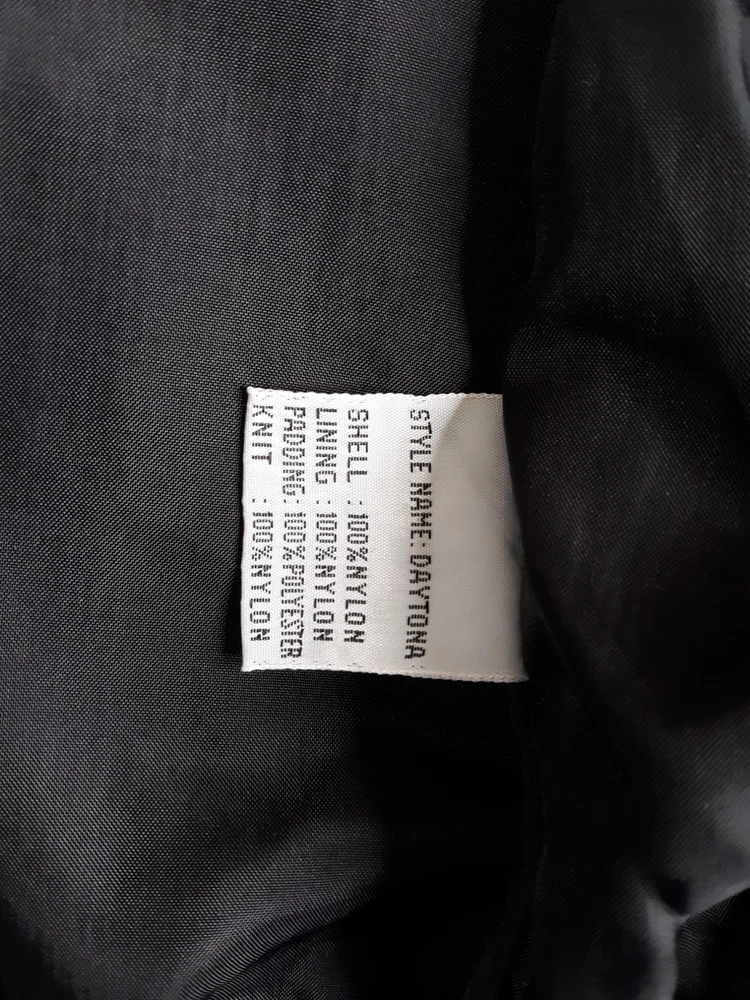 STYLE NAME: DAYTONA
SHELL : 100% NYLON
LINING : 100% NYLON
PADDING: 100% POLYESTER
KNIT : 100% NYLON